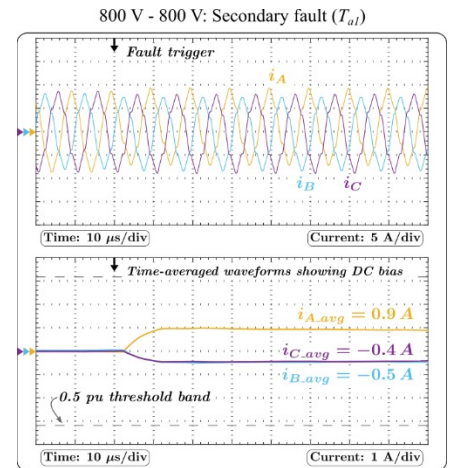 800 V - 800 V: Secondary fault (Ta1)
Fault trigger
iA
iB
iC
Time: 10 μs/div
Current: 5 A/div
Time-averaged waveforms showing DC bias
iA_avg = 0.9 A
iC_avg = −0.4 A
iB_avg = −0.5 A
0.5 pu threshold band
Time: 10 μs/div
Current: 1 A/div